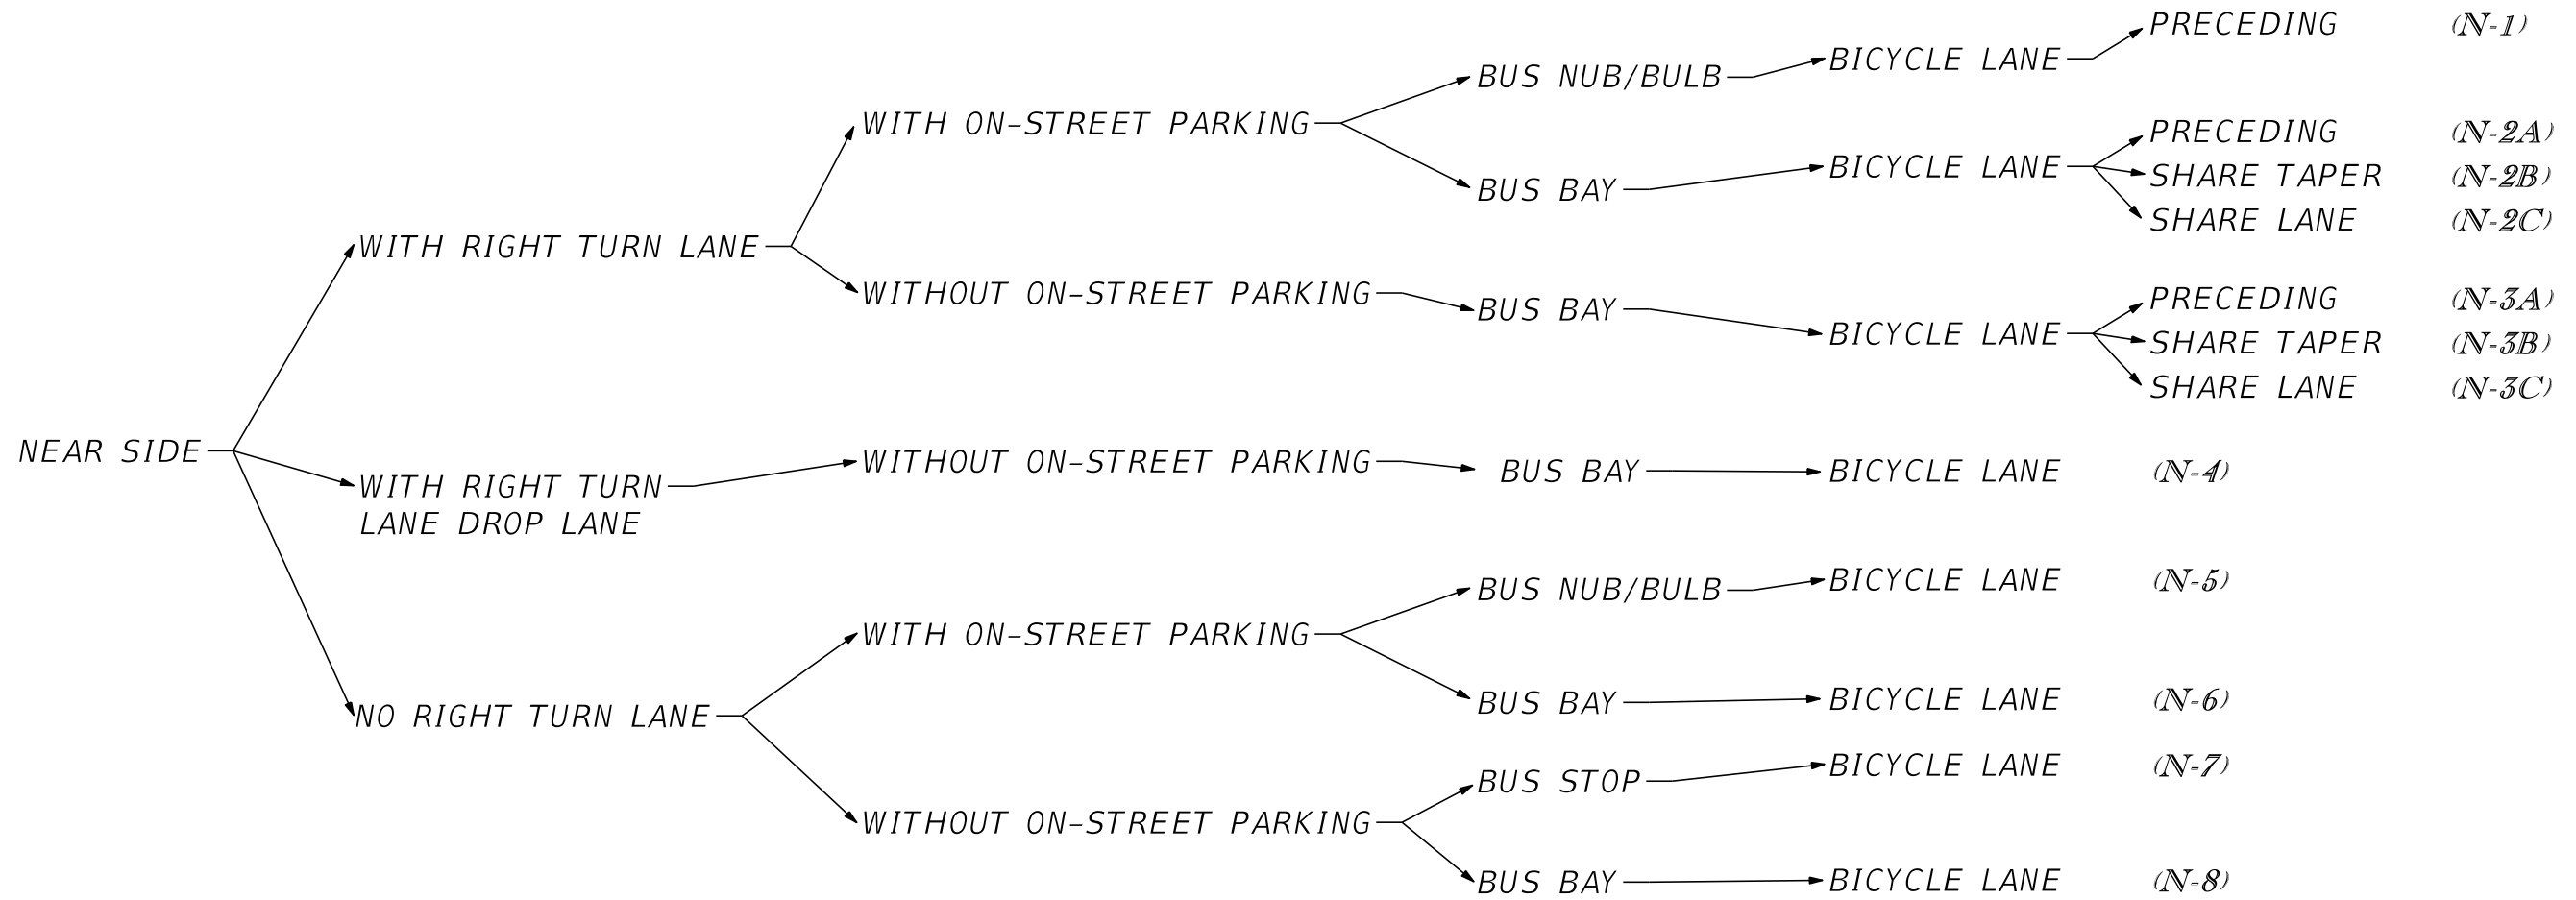 PRECEDING (N-1)
BICYCLE LANE
BUS NUB/BULB
WITH ON-STREET PARKING
PRECEDING (N-2A)
BICYCLE LANE
SHARE TAPER (N-2B)
BUS BAY
SHARE LANE (N-2C)
WITH RIGHT TURN LANE
WITHOUT ON-STREET PARKING
BUS BAY
PRECEDING (N-3A)
BICYCLE LANE
SHARE TAPER (N-3B)
SHARE LANE (N-3C)
NEAR SIDE
WITH RIGHT TURN
LANE DROP LANE
WITHOUT ON-STREET PARKING
BUS BAY
BICYCLE LANE (N-4)
BUS NUB/BULB
BICYCLE LANE (N-5)
WITH ON-STREET PARKING
BUS BAY
BICYCLE LANE (N-6)
NO RIGHT TURN LANE
BUS STOP
BICYCLE LANE (N-7)
WITHOUT ON-STREET PARKING
BUS BAY
BICYCLE LANE (N-8)